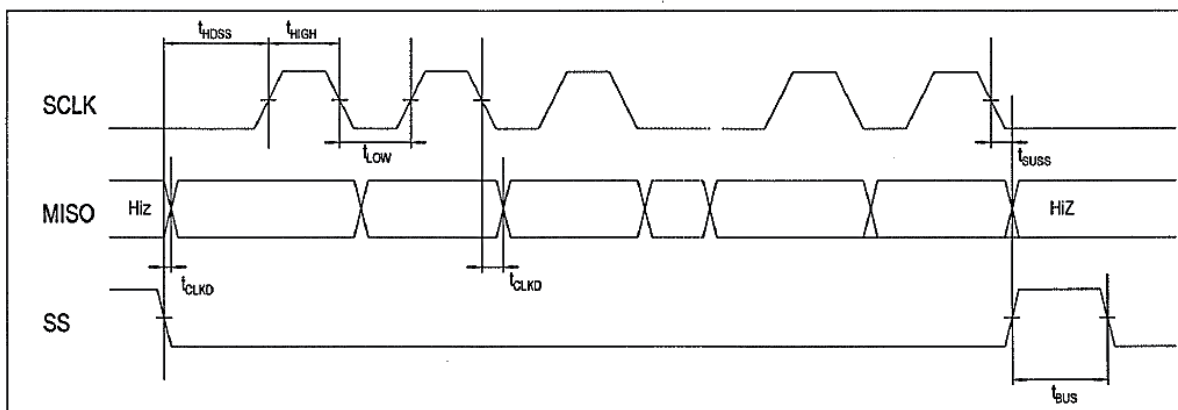 tHDSS tHIGH
SCLK
tLOW
tSUSS
MISO Hiz HiZ
tCLKD tCLKD
SS
tBUS